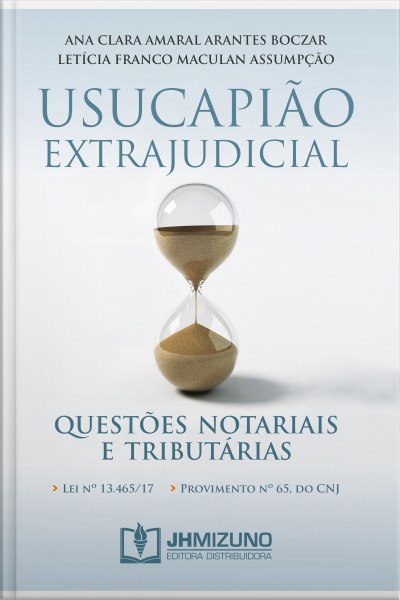 ANA CLARA AMARAL ARANTES BOCZAR
LETÍCIA FRANCO MACULAN ASSUMPÇÃO
USUCAPIÃO
EXTRAJUDICIAL
QUESTÕES NOTARIAIS
E TRIBUTÁRIAS
> LEI Nº 13.465/17 > PROVIMENTO Nº 65, DO CNJ
JHMIZUNO
EDITORA DISTRIBUIDORA